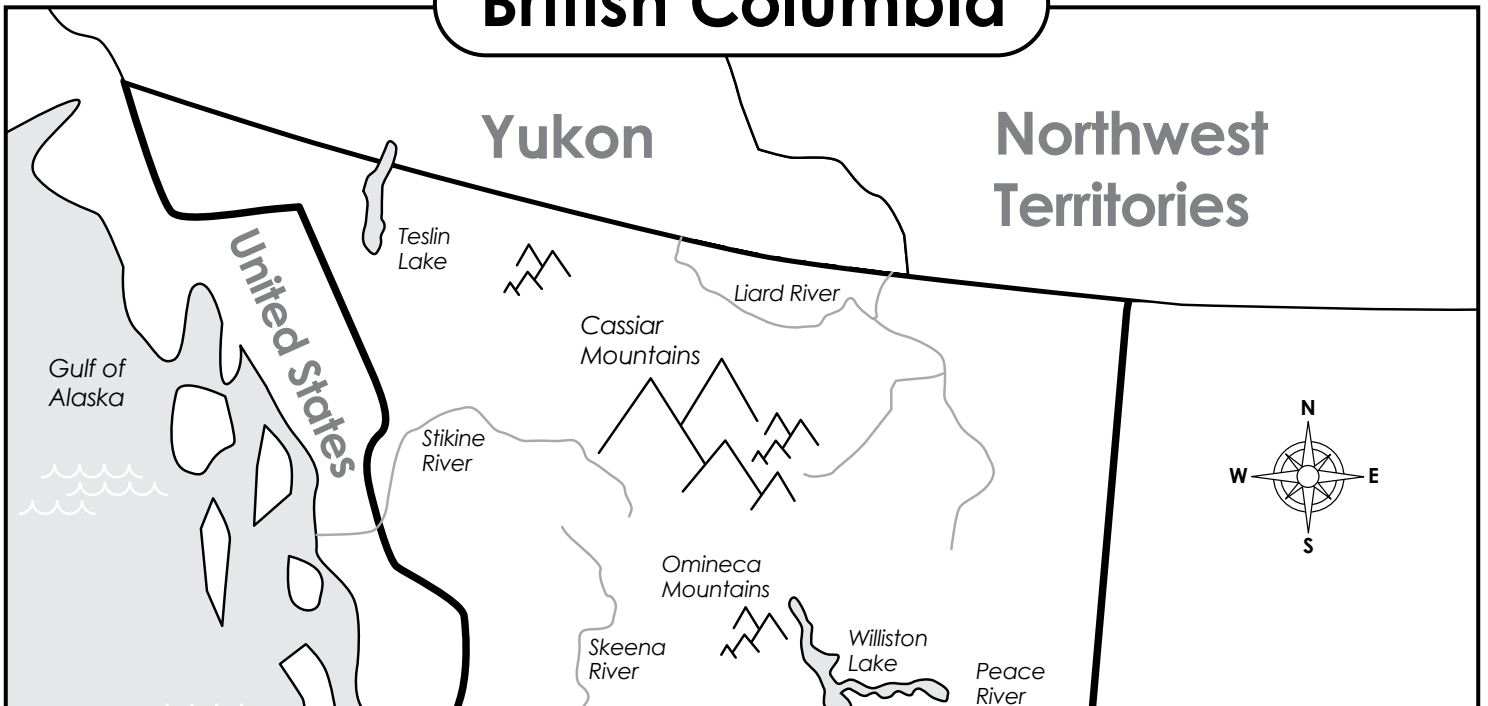 British Columbia
Yukon
Northwest
Territories
United States
Teslin
Lake
Liard River
Cassiar
Mountains
Gulf of
Alaska
Stikine
River
N
W
E
S
Omineca
Mountains
Skeena
River
Williston
Lake
Peace
River